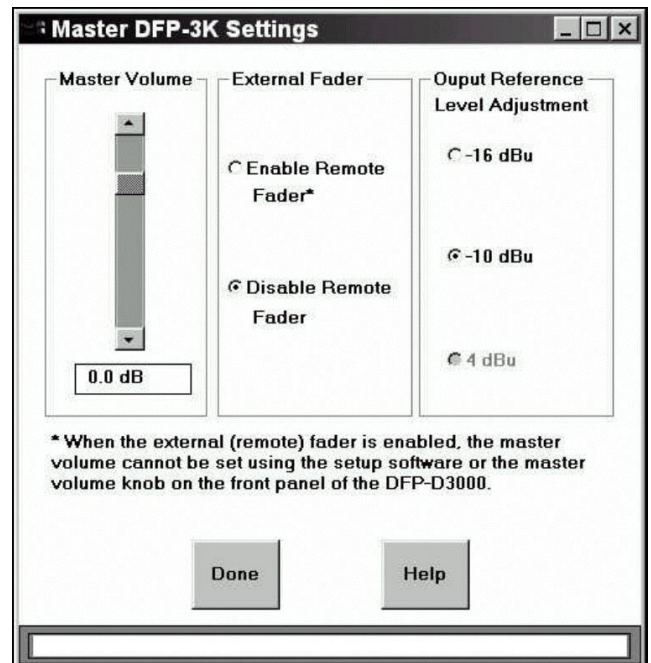 Master DFP-3K Settings
Master Volume
0.0 dB
External Fader
Enable Remote
Fader*
Disable Remote
Fader
Ouput Reference
Level Adjustment
-16 dBu
-10 dBu
4 dBu
* When the external (remote) fader is enabled, the master
volume cannot be set using the setup software or the master
volume knob on the front panel of the DFP-D3000.
Done
Help